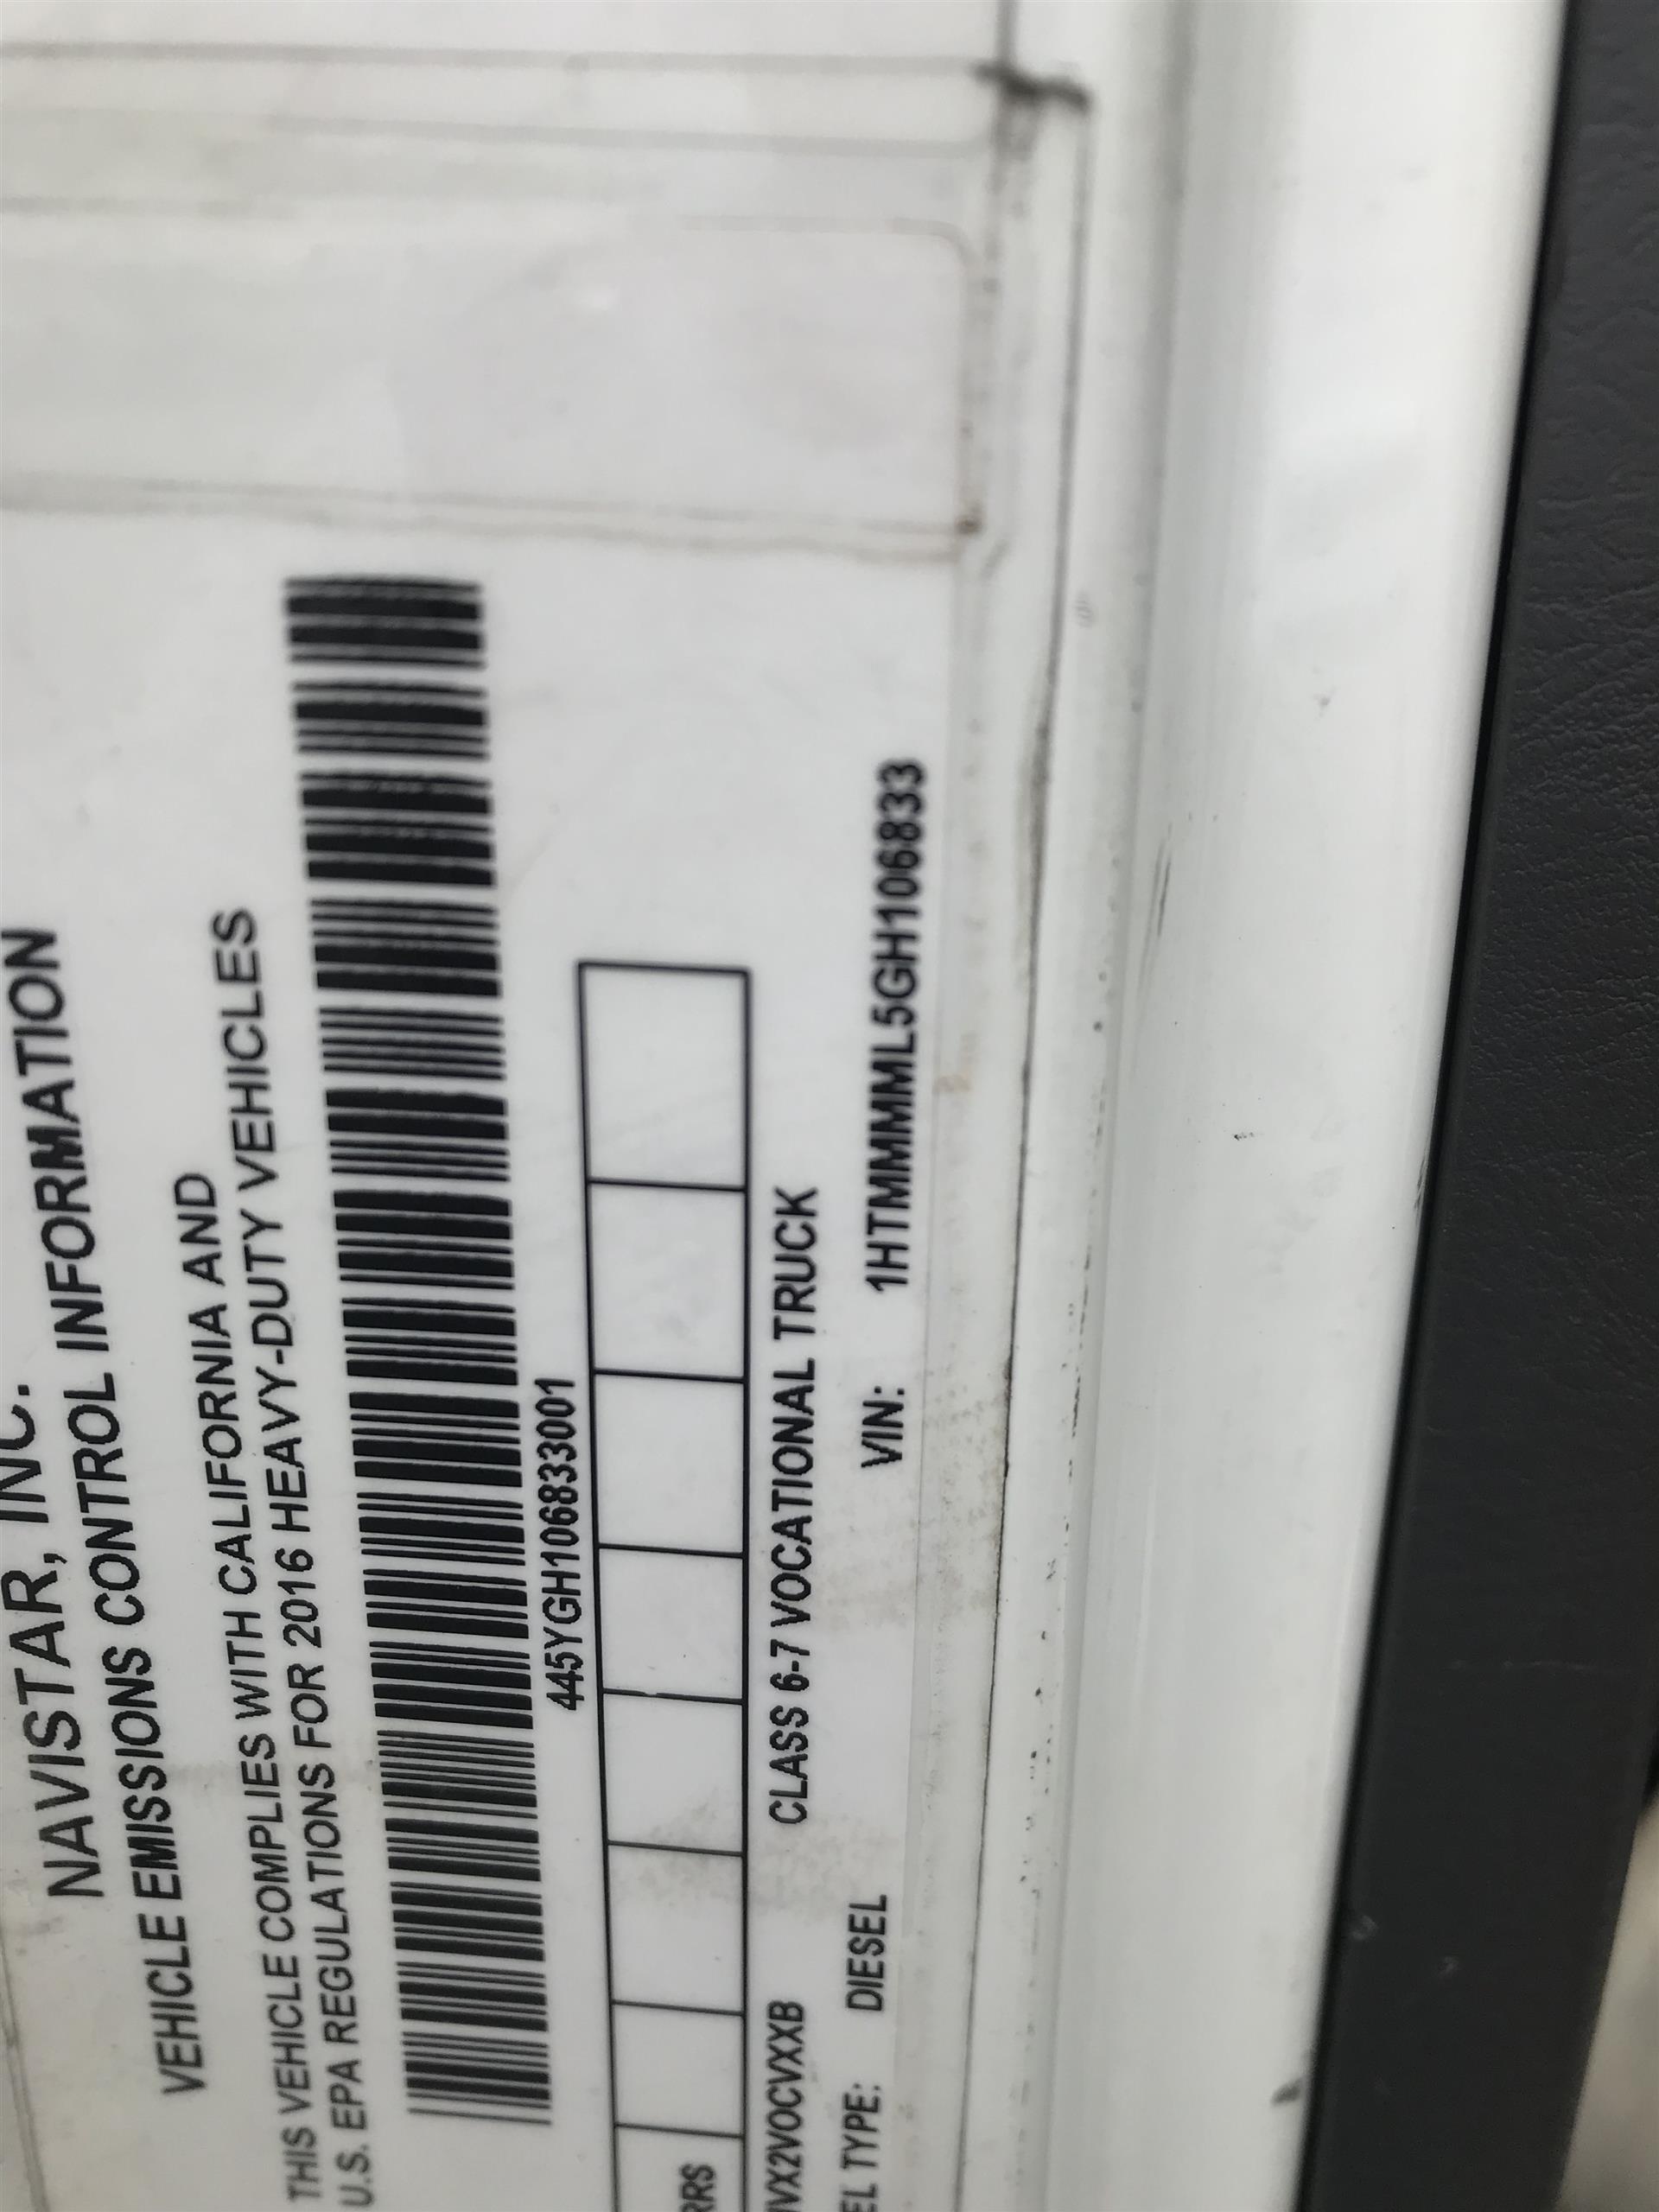 NAVISTAR, INC.
VEHICLE EMISSIONS CONTROL INFORMATION
THIS VEHICLE COMPLIES WITH CALIFORNIA AND
U.S. EPA REGULATIONS FOR 2016 HEAVY-DUTY VEHICLES
445YGH106833001
RRS
VX2VOCVXXB CLASS 6-7 VOCATIONAL TRUCK
EL TYPE: DIESEL VIN: 1HTMMMML5GH106833